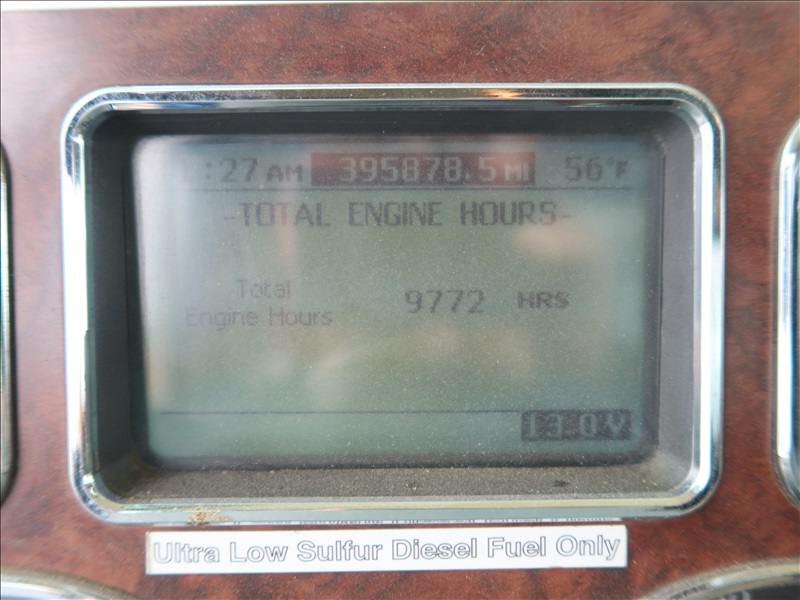 :27 AM 395878.5 MI 56°F
-TOTAL ENGINE HOURS-
Total
Engine Hours 9772 HRS
13.0V
Ultra Low Sulfur Diesel Fuel Only